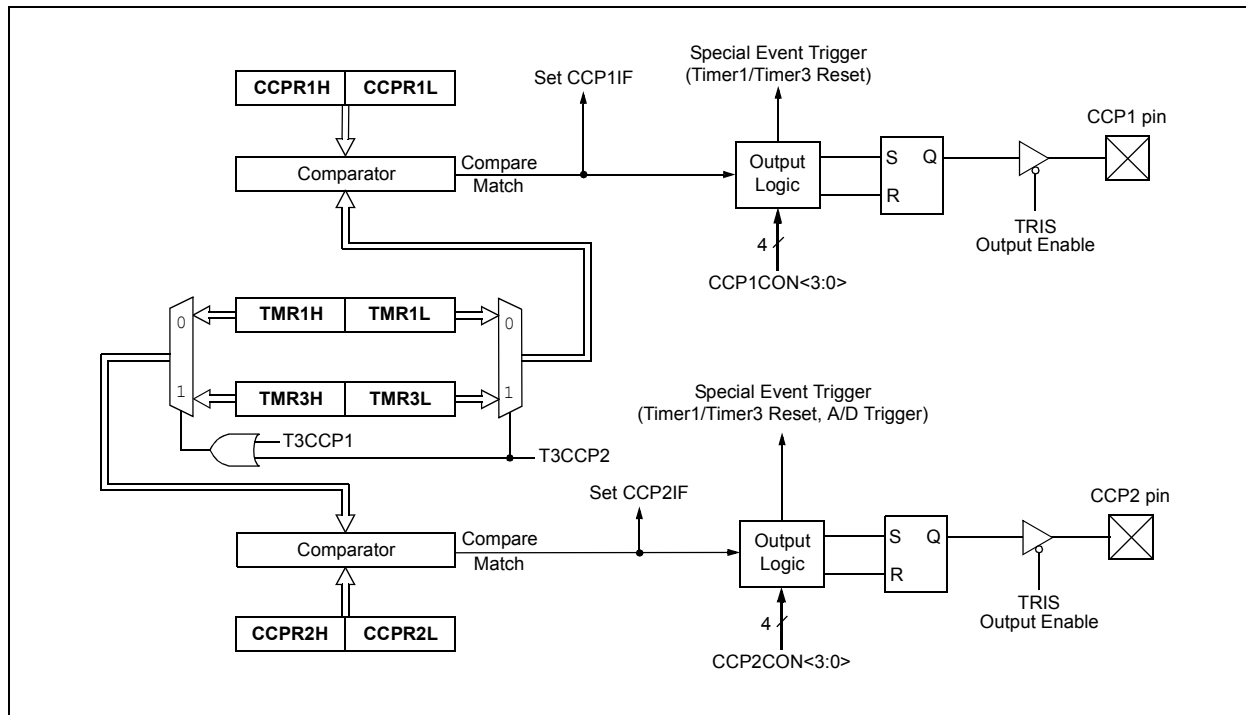 CCPR1H CCPR1L
Comparator
Compare
Match
Set CCP1IF
Special Event Trigger
(Timer1/Timer3 Reset)
Output
Logic
4
CCP1CON<3:0>
S Q
R
TRIS
Output Enable
CCP1 pin
0
TMR1H TMR1L
0
1
TMR3H TMR3L
1
T3CCP1
T3CCP2
Comparator
Compare
Match
CCPR2H CCPR2L
Set CCP2IF
Special Event Trigger
(Timer1/Timer3 Reset, A/D Trigger)
Output
Logic
4
CCP2CON<3:0>
S Q
R
TRIS
Output Enable
CCP2 pin